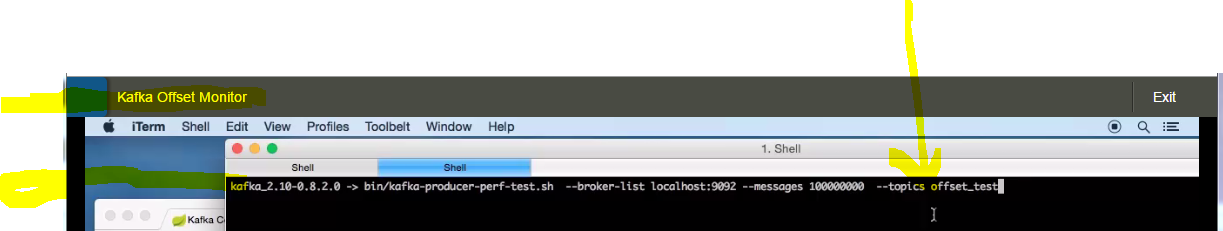 Kafka Offset Monitor Exit
iTerm Shell Edit View Profiles Toolbelt Window Help
1. Shell
Shell Shell
kafka_2.10-0.8.2.0 -> bin/kafka-producer-perf-test.sh --broker-list localhost:9092 --messages 100000000 --topics offset_test
Kafka C